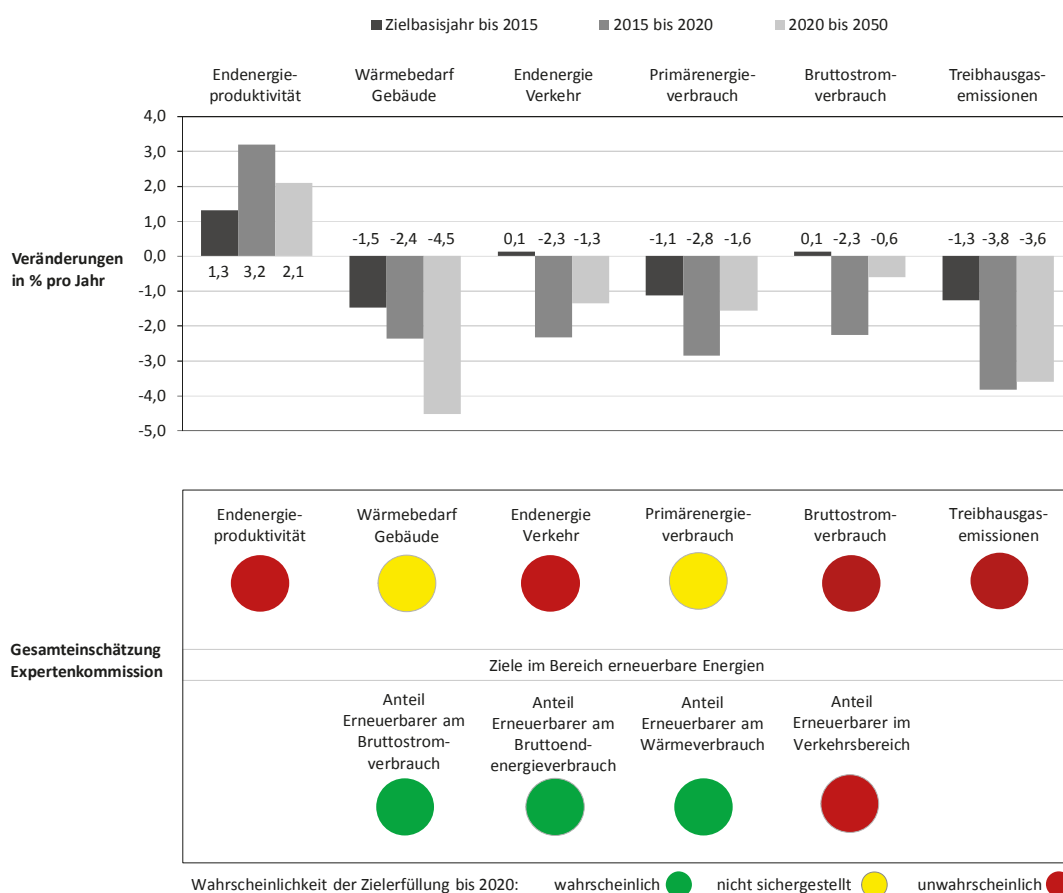 Zielbasisjahr bis 2015 2015 bis 2020 2020 bis 2050
Endenergie-
produktivität
Wärmebedarf
Gebäude
Endenergie
Verkehr
Primärenergie-
verbrauch
Bruttostrom-
verbrauch
Treibhausgas-
emissionen
Veränderungen
in % pro Jahr
4,0
3,0
2,0
1,0
0,0
-1,0
-2,0
-3,0
-4,0
-5,0
1,3 3,2 2,1
-1,5 -2,4 -4,5
0,1 -2,3 -1,3
-1,1 -2,8 -1,6
0,1 -2,3 -0,6
-1,3 -3,8 -3,6
Gesamteinschätzung
Expertenkommission
Endenergie-
produktivität
Wärmebedarf
Gebäude
Endenergie
Verkehr
Primärenergie-
verbrauch
Bruttostrom-
verbrauch
Treibhausgas-
emissionen
Ziele im Bereich erneuerbare Energien
Anteil
Erneuerbarer am
Bruttostrom-
verbrauch
Anteil
Erneuerbarer am
Bruttoend-
energieverbrauch
Anteil
Erneuerbarer am
Wärmeverbrauch
Anteil
Erneuerbarer im
Verkehrsbereich
Wahrscheinlichkeit der Zielerfüllung bis 2020: wahrscheinlich nicht sichergestellt unwahrscheinlich